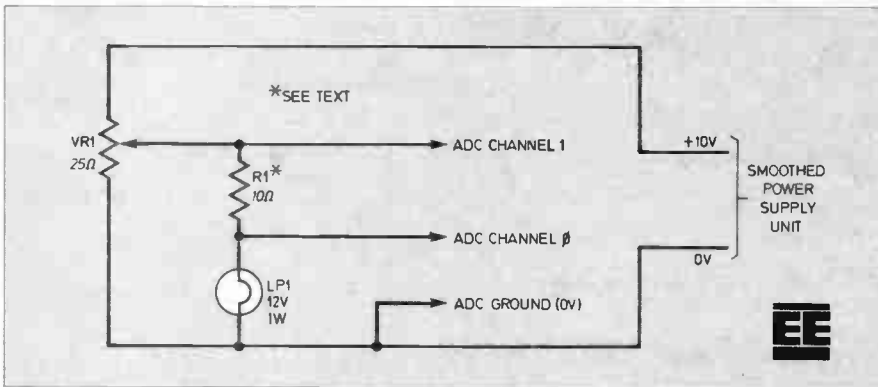 *SEE TEXT
VR1
25Ω
R1*
10Ω
ADC CHANNEL 1
ADC CHANNEL Ø
LP1
12V
1W
ADC GROUND (0V)
+10V
0V
SMOOTHED
POWER
SUPPLY
UNIT
EE